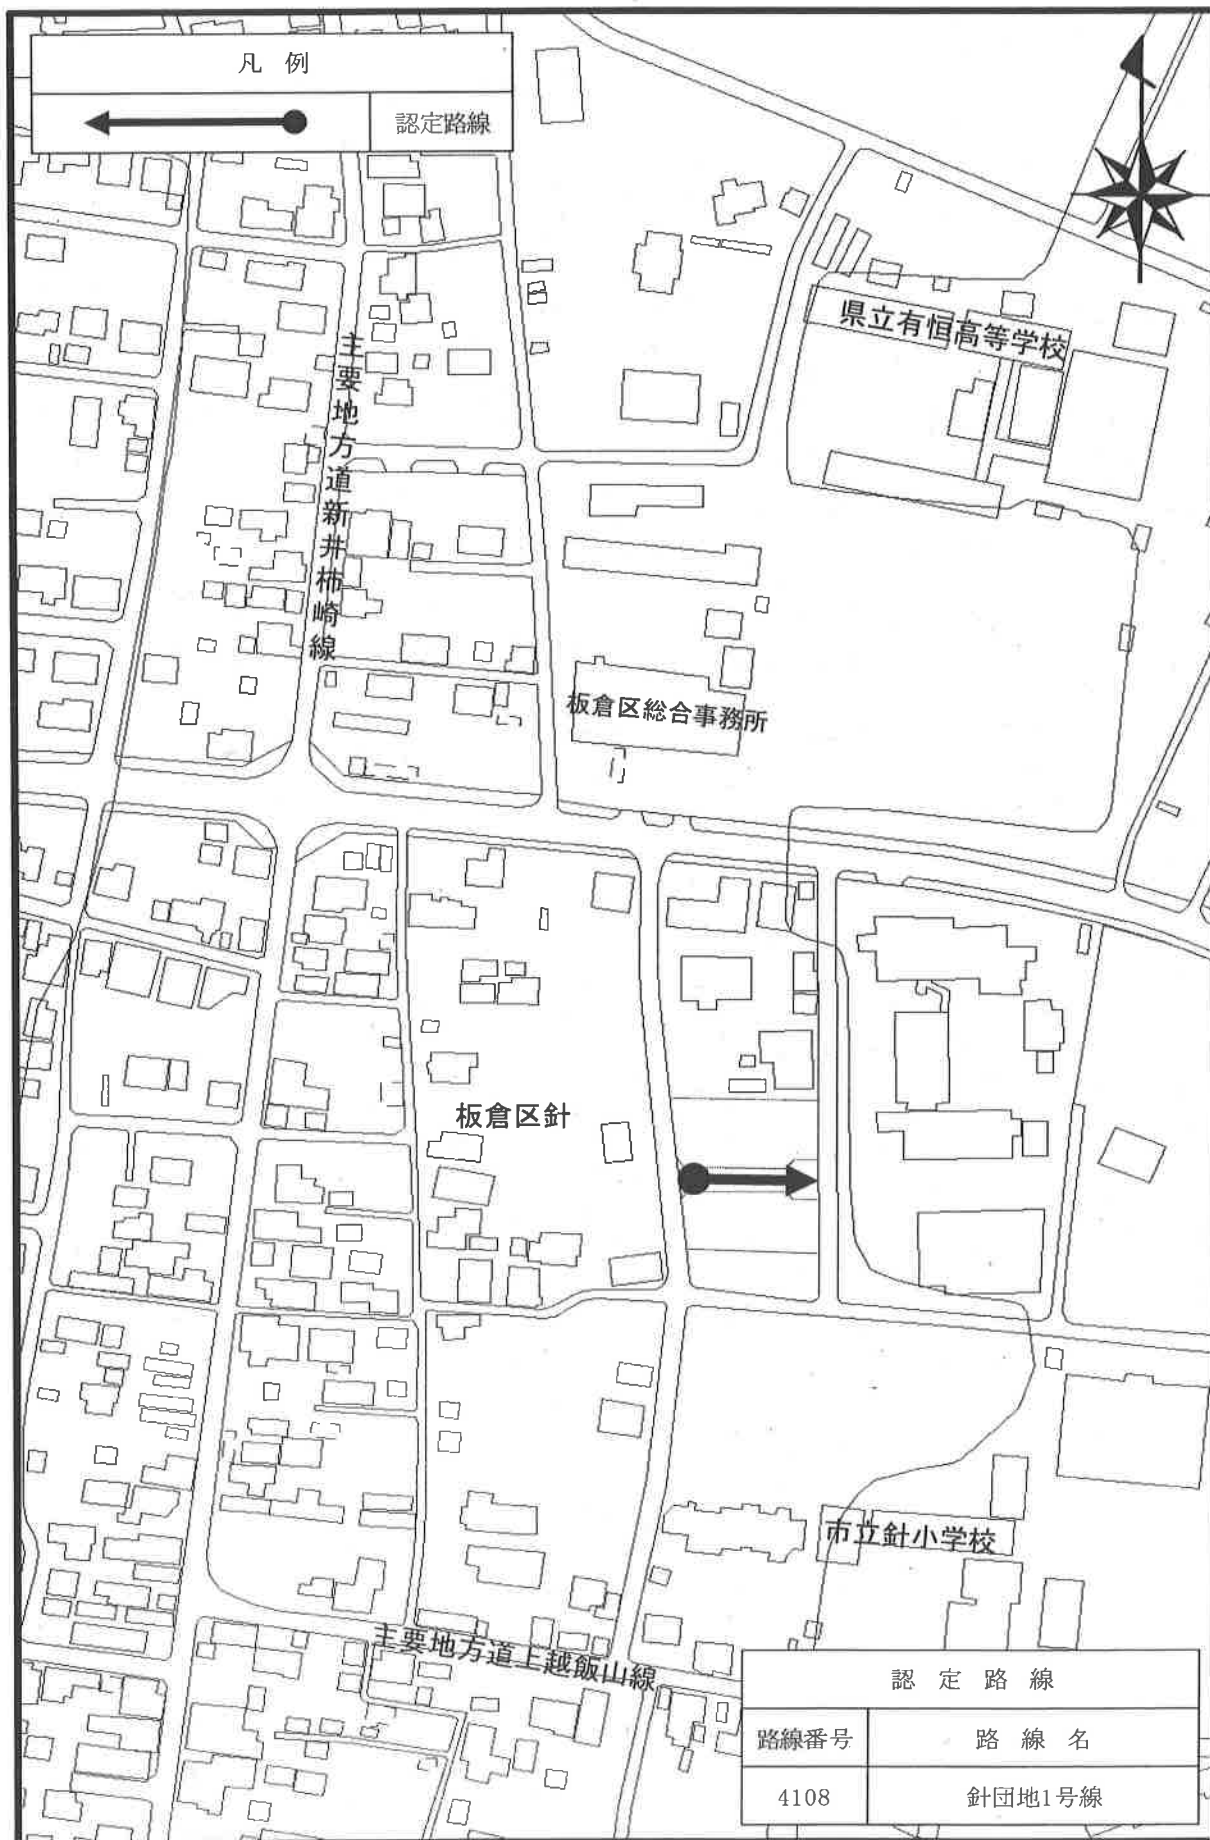 凡 例
認定路線
県立有恒高等学校
主要地方道新井柿崎線
板倉区総合事務所
板倉区針
市立針小学校
主要地方道上越飯山線
認 定 路 線
路線番号
路 線 名
4108
針団地1号線